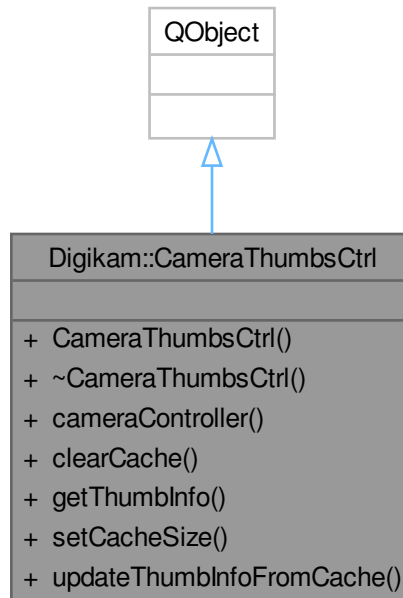 QObject
Digikam::CameraThumbsCtrl
+ CameraThumbsCtrl()
+ ~CameraThumbsCtrl()
+ cameraController()
+ clearCache()
+ getThumbInfo()
+ setCacheSize()
+ updateThumbInfoFromCache()